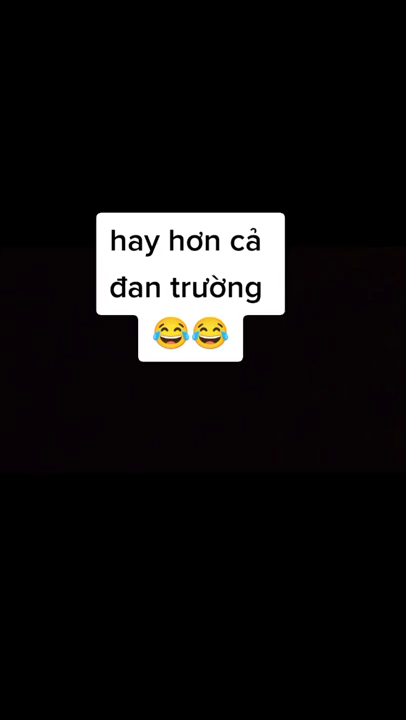 hay hơn cả
đan trường
😂😂